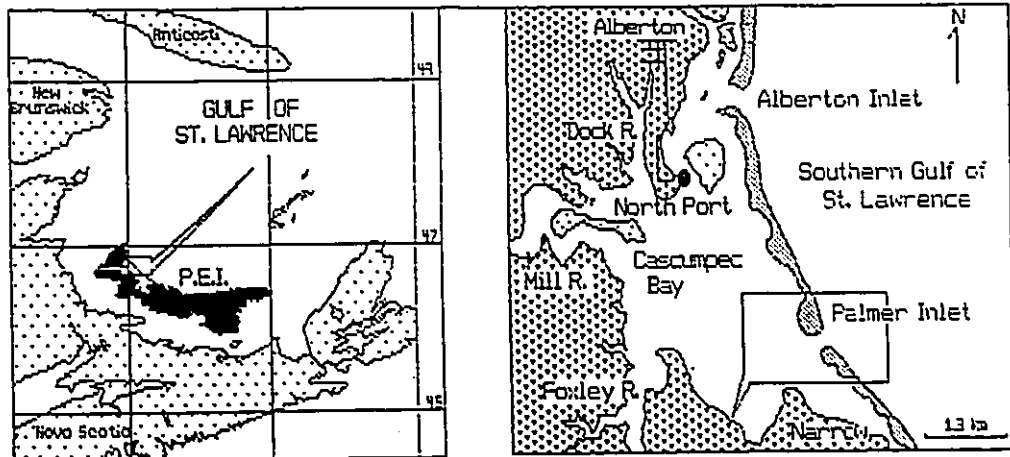 Anticosti
49
New
Brunswick
GULF OF
ST. LAWRENCE
47
P.E.I.
45
Nova Scotia
N
Alberton
Alberton Inlet
Dock R.
Southern Gulf of
St. Lawrence
North Port
Cascumpec
Bay
Mill R.
Palmer Inlet
Foxley R.
Narrow